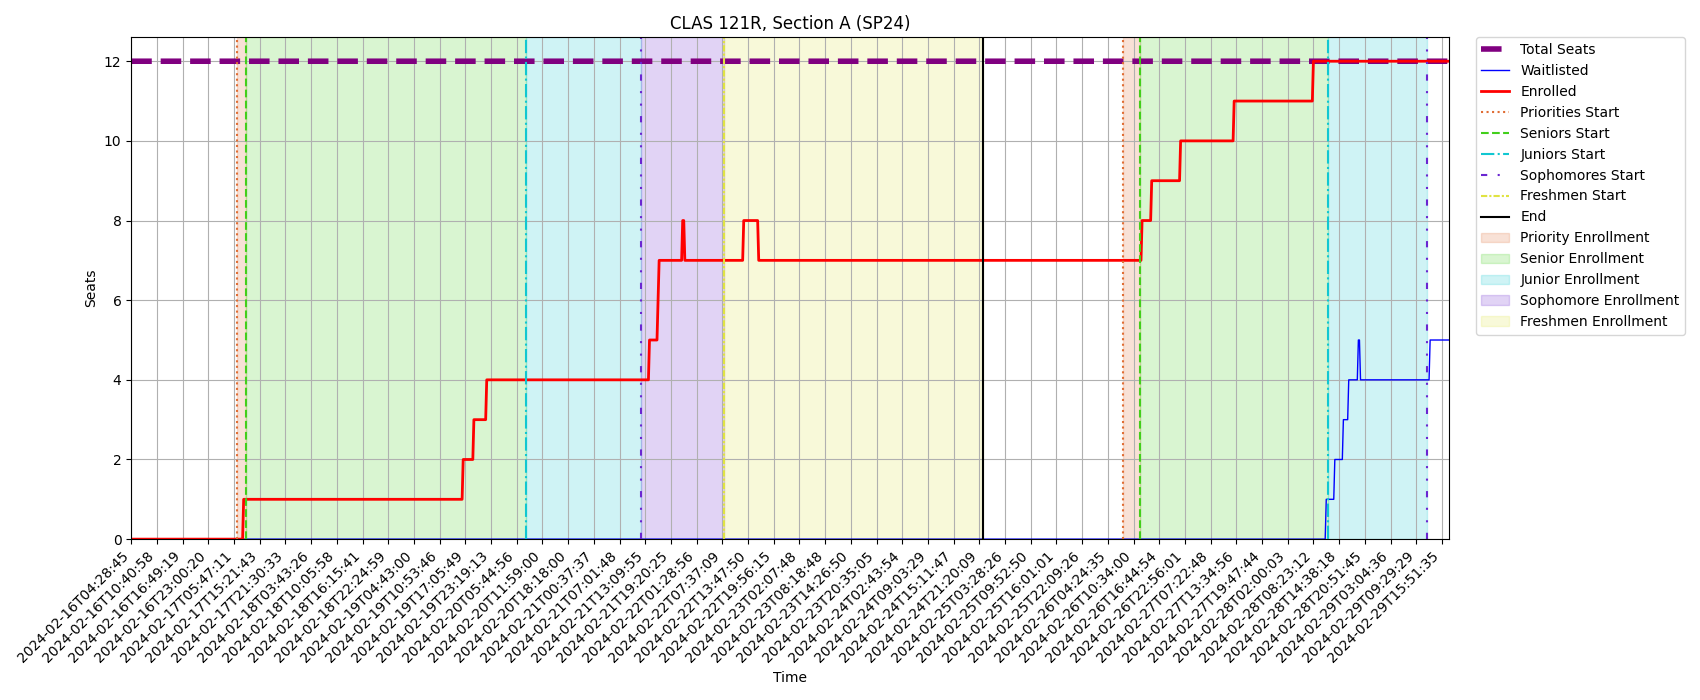 CLAS 121R, Section A (SP24)
Seats
12
10
8
6
4
2
0
2024-02-16T04:28:45
2024-02-16T10:40:58
2024-02-16T16:49:19
2024-02-16T23:00:20
2024-02-17T05:47:11
2024-02-17T15:21:43
2024-02-17T21:30:33
2024-02-18T03:43:26
2024-02-18T10:05:58
2024-02-18T16:15:41
2024-02-18T22:24:59
2024-02-19T04:43:00
2024-02-19T10:53:46
2024-02-19T17:05:49
2024-02-19T23:19:13
2024-02-20T05:44:56
2024-02-20T11:59:00
2024-02-20T18:18:00
2024-02-21T00:37:37
2024-02-21T07:01:48
2024-02-21T13:09:55
2024-02-21T19:20:25
2024-02-22T01:28:56
2024-02-22T07:37:09
2024-02-22T13:47:50
2024-02-22T19:56:15
2024-02-23T02:07:48
2024-02-23T08:18:48
2024-02-23T14:26:50
2024-02-23T20:35:05
2024-02-24T02:43:54
2024-02-24T09:03:29
2024-02-24T15:11:47
2024-02-24T21:20:09
2024-02-25T03:28:26
2024-02-25T09:52:50
2024-02-25T16:01:01
2024-02-25T22:09:26
2024-02-26T04:24:35
2024-02-26T10:34:00
2024-02-26T16:44:54
2024-02-26T22:56:01
2024-02-27T07:22:48
2024-02-27T13:34:56
2024-02-27T19:47:44
2024-02-28T02:00:03
2024-02-28T08:23:12
2024-02-28T14:38:18
2024-02-28T20:51:45
2024-02-29T03:04:36
2024-02-29T09:29:29
2024-02-29T15:51:35
Time
Total Seats
Waitlisted
Enrolled
Priorities Start
Seniors Start
Juniors Start
Sophomores Start
Freshmen Start
End
Priority Enrollment
Senior Enrollment
Junior Enrollment
Sophomore Enrollment
Freshmen Enrollment